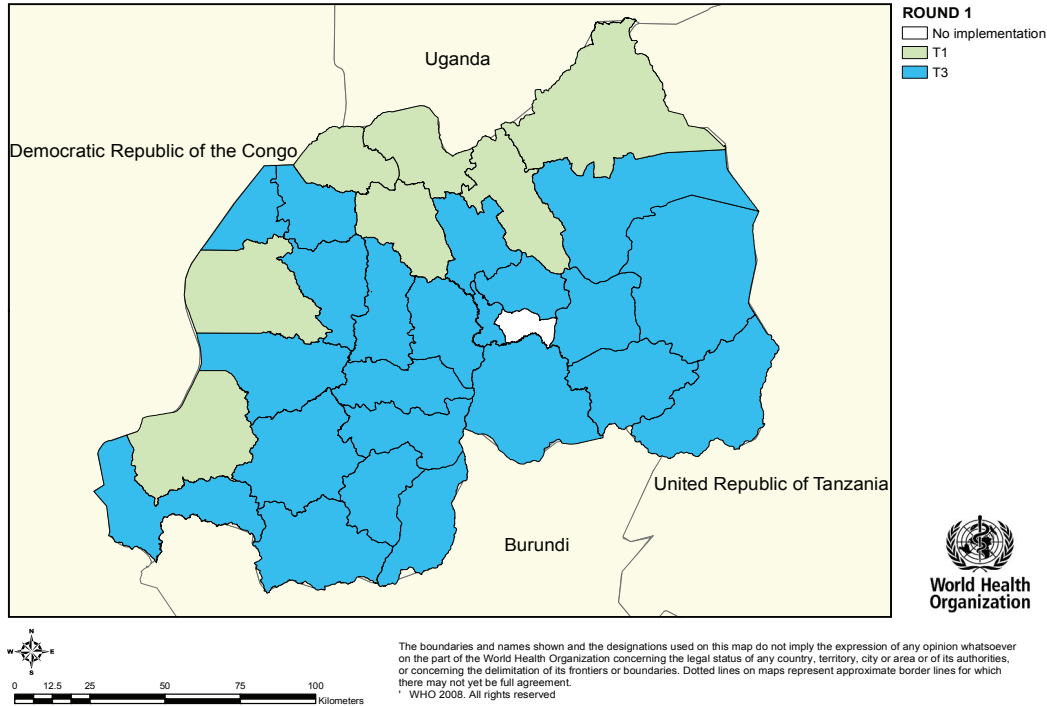 ROUND 1
No implementation
T1
T3
Uganda
Democratic Republic of the Congo
United Republic of Tanzania
Burundi
World Health
Organization
N
W E
S
0 12.5 25 50 75 100
Kilometers
The boundaries and names shown and the designations used on this map do not imply the expression of any opinion whatsoever
on the part of the World Health Organization concerning the legal status of any country, territory, city or area or of its authorities,
or concerning the delimitation of its frontiers or boundaries. Dotted lines on maps represent approximate border lines for which
there may not yet be full agreement.
' WHO 2008. All rights reserved